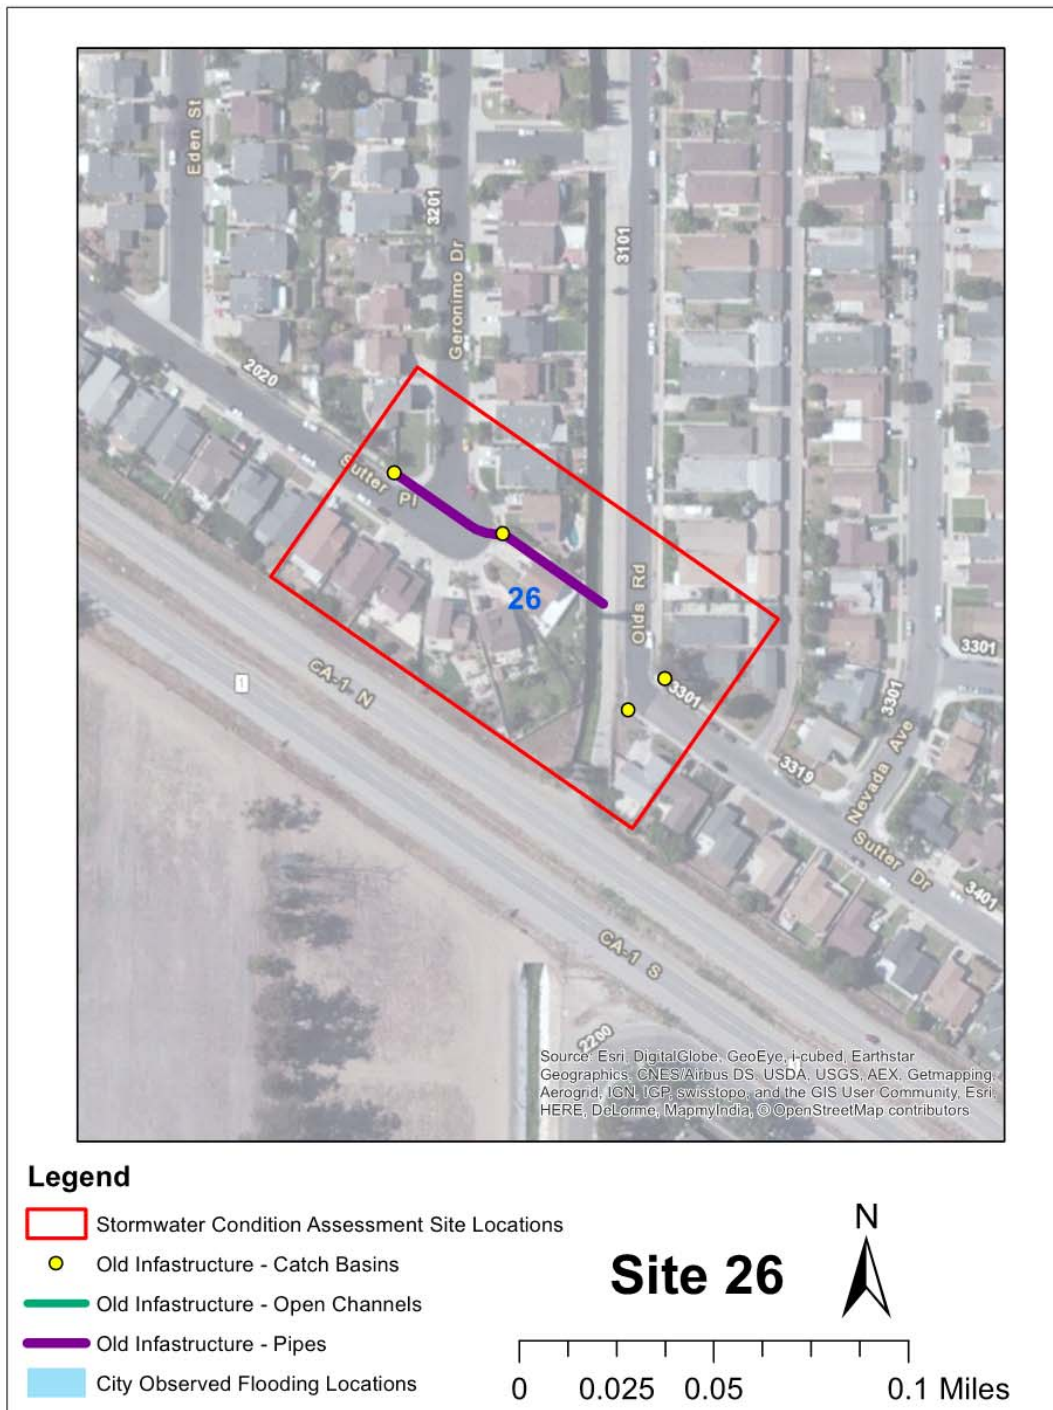 Eden St
3201
Geronimo Dr
3101
2020
Sutter Pl
26
Olds Rd
3301
3301
3301
CA-1 N
1
3319
Nevada Ave
Sutter Dr
3401
CA-1 S
2200
Source: Esri, DigitalGlobe, GeoEye, i-cubed, Earthstar
Geographics, CNES/Airbus DS, USDA, USGS, AEX, Getmapping,
Aerogrid, IGN, IGP, swisstopo, and the GIS User Community, Esri,
HERE, DeLorme, MapmyIndia, © OpenStreetMap contributors
Legend
Stormwater Condition Assessment Site Locations
Old Infastructure - Catch Basins
Old Infastructure - Open Channels
Old Infastructure - Pipes
City Observed Flooding Locations
Site 26
N
0 0.025 0.05 0.1 Miles